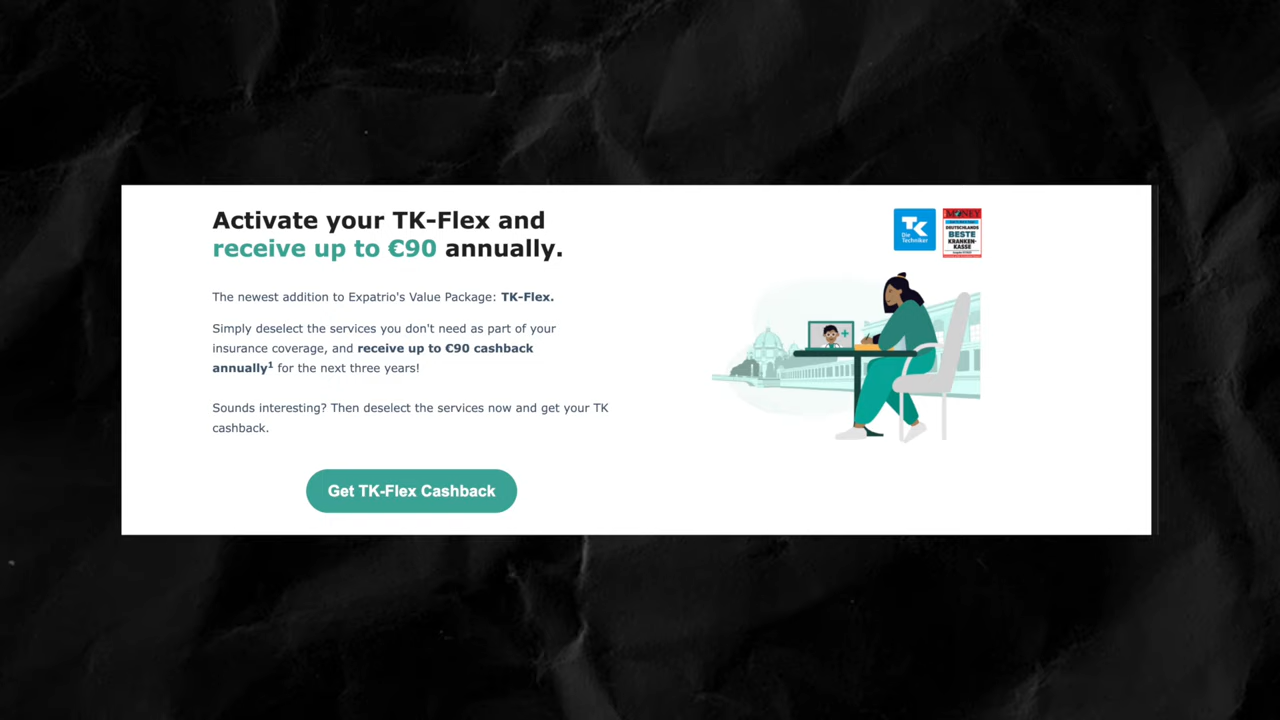 Activate your TK-Flex and
receive up to €90 annually.
The newest addition to Expatrio's Value Package: TK-Flex.
Simply deselect the services you don't need as part of your
insurance coverage, and receive up to €90 cashback
annually¹ for the next three years!
Sounds interesting? Then deselect the services now and get your TK
cashback.
Get TK-Flex Cashback
TK
Die
Techniker
MONEY
DEUTSCHLANDS
BESTE
KRANKEN-
KASSE